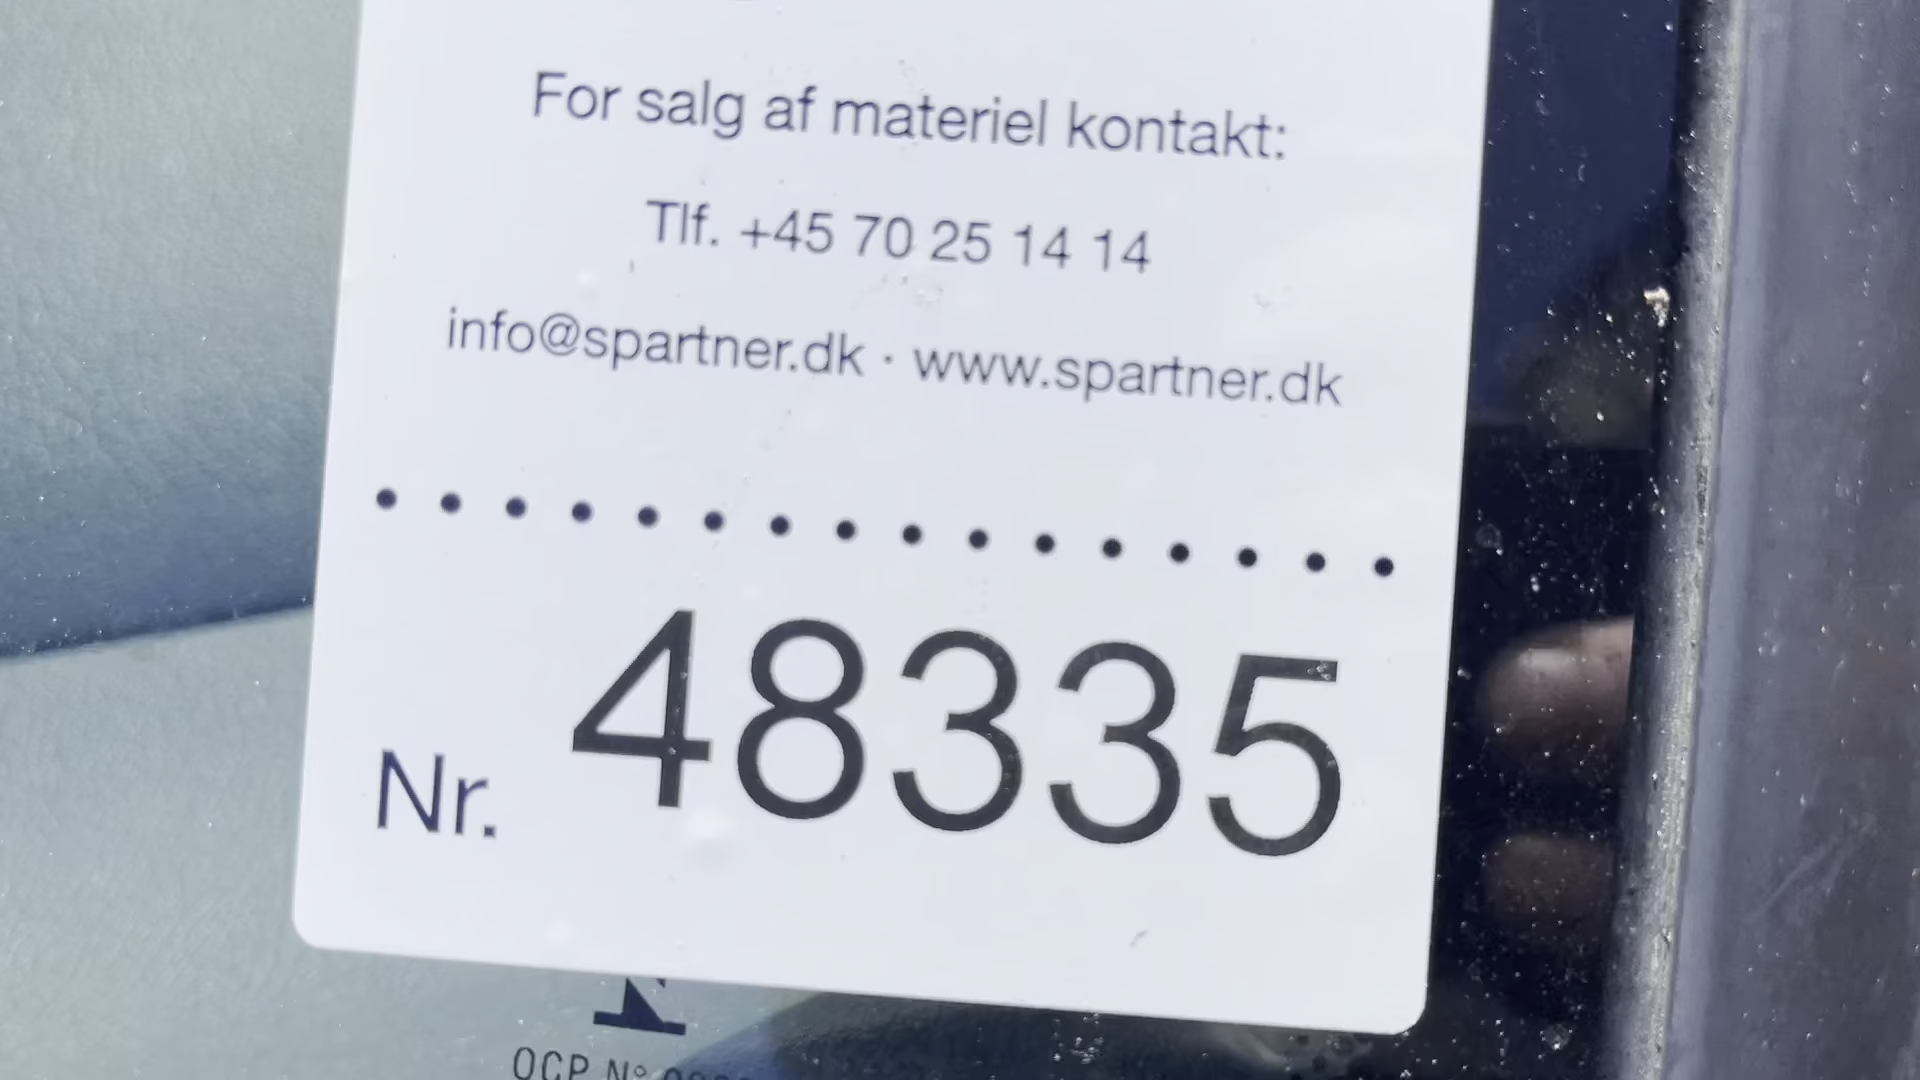 For salg af materiel kontakt:
Tlf. +45 70 25 14 14
info@spartner.dk · www.spartner.dk
Nr. 48335
OCP N°